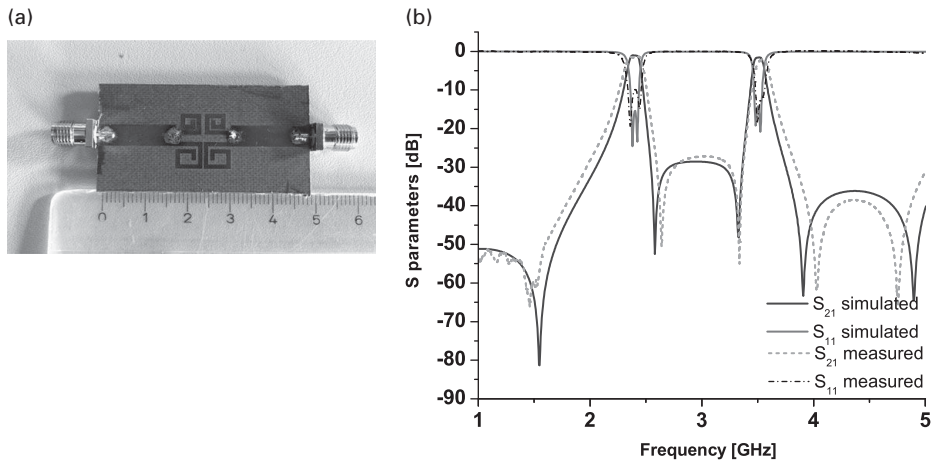 (a)
0 1 2 3 4 5 6
(b)
S parameters [dB]
0
-10
-20
-30
-40
-50
-60
-70
-80
-90
S21 simulated
S11 simulated
S21 measured
S11 measured
1 2 3 4 5
Frequency [GHz]